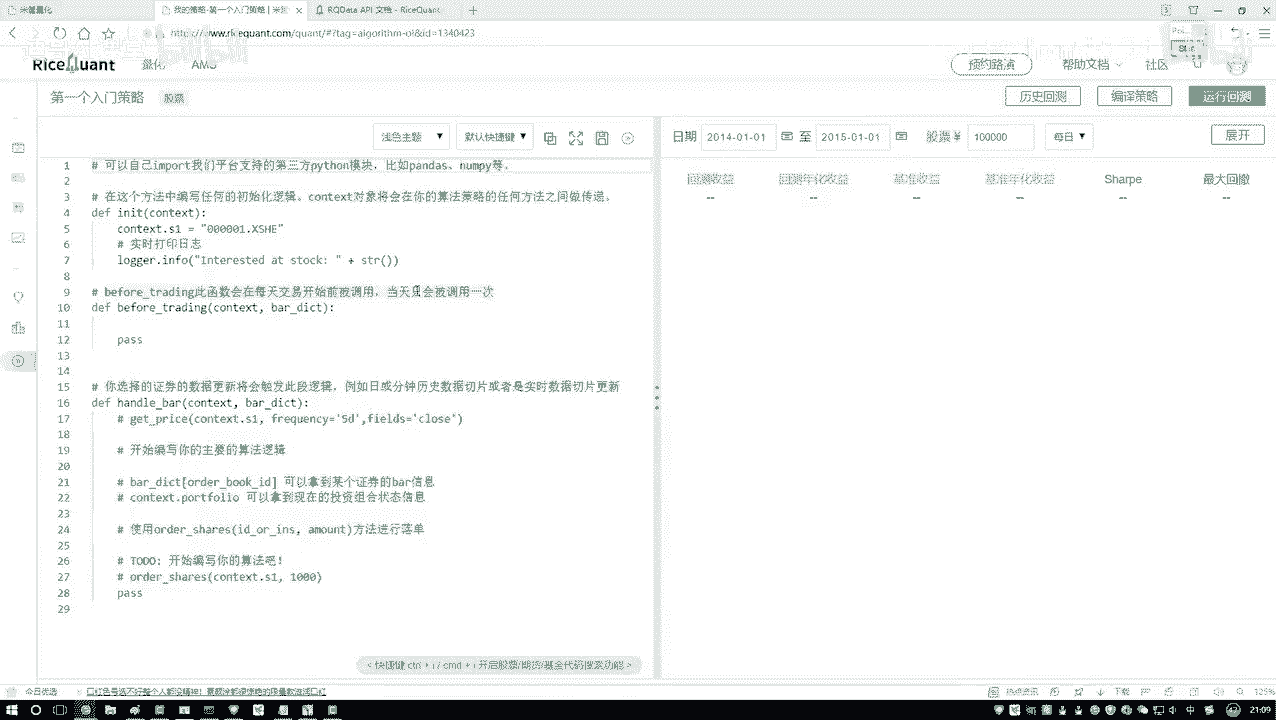 米筐量化
我的策略-第一个入门策略 | 米
RQData API 文档 - RiceQuant
https://www.ricequant.com/quant/#?tag=algorithm-
RiceQuant
量化
AMS
预约路演
帮助文档
社区
第一个入门策略
股票
历史回测
编译策略
运行回测
主题
默认快捷键
日期
2014-01-01
至
2015-01-01
股票
100000
每日
展开
回测收益
回测年化收益
基准收益
基准年化收益
Sharpe
最大回撤
--
--
--
--
--
--
1 # 可以自己import我们平台支持的第三方python模块，比如pandas、numpy等。
2
3 # 在这个方法中编写任何的初始化逻辑。context对象将会在你的算法策略的任何方法之间做传递。
4 def init(context):
5 context.s1 = "000001.XSHE"
6 # 实时打印日志
7 logger.info("Interested at stock: " + str())
8
9 # before_trading此函数会在每天交易开始前被调用，当天只会被调用一次
10 def before_trading(context, bar_dict):
11
12 pass
13
14
15 # 你选择的证券的数据更新将会触发此段逻辑，例如日或分钟历史数据切片或者是实时数据切片更新
16 def handle_bar(context, bar_dict):
17 # get_price(context.s1, frequency='5d',fields='close')
18
19 # 开始编写你的主要的算法逻辑
20
21 # bar_dict[order_book_id] 可以拿到某个证券的bar信息
22 # context.portfolio 可以拿到现在的投资组合状态信息
23
24 # 使用order_shares(id_or_ins, amount)方法进行落单
25
26 # TODO: 开始编写你的算法吧！
27 # order_shares(context.s1, 1000)
28 pass
29
快捷键 ctrl + i / cmd + i 开启股票/期货/基金代码搜索功能
今日优选
21:09